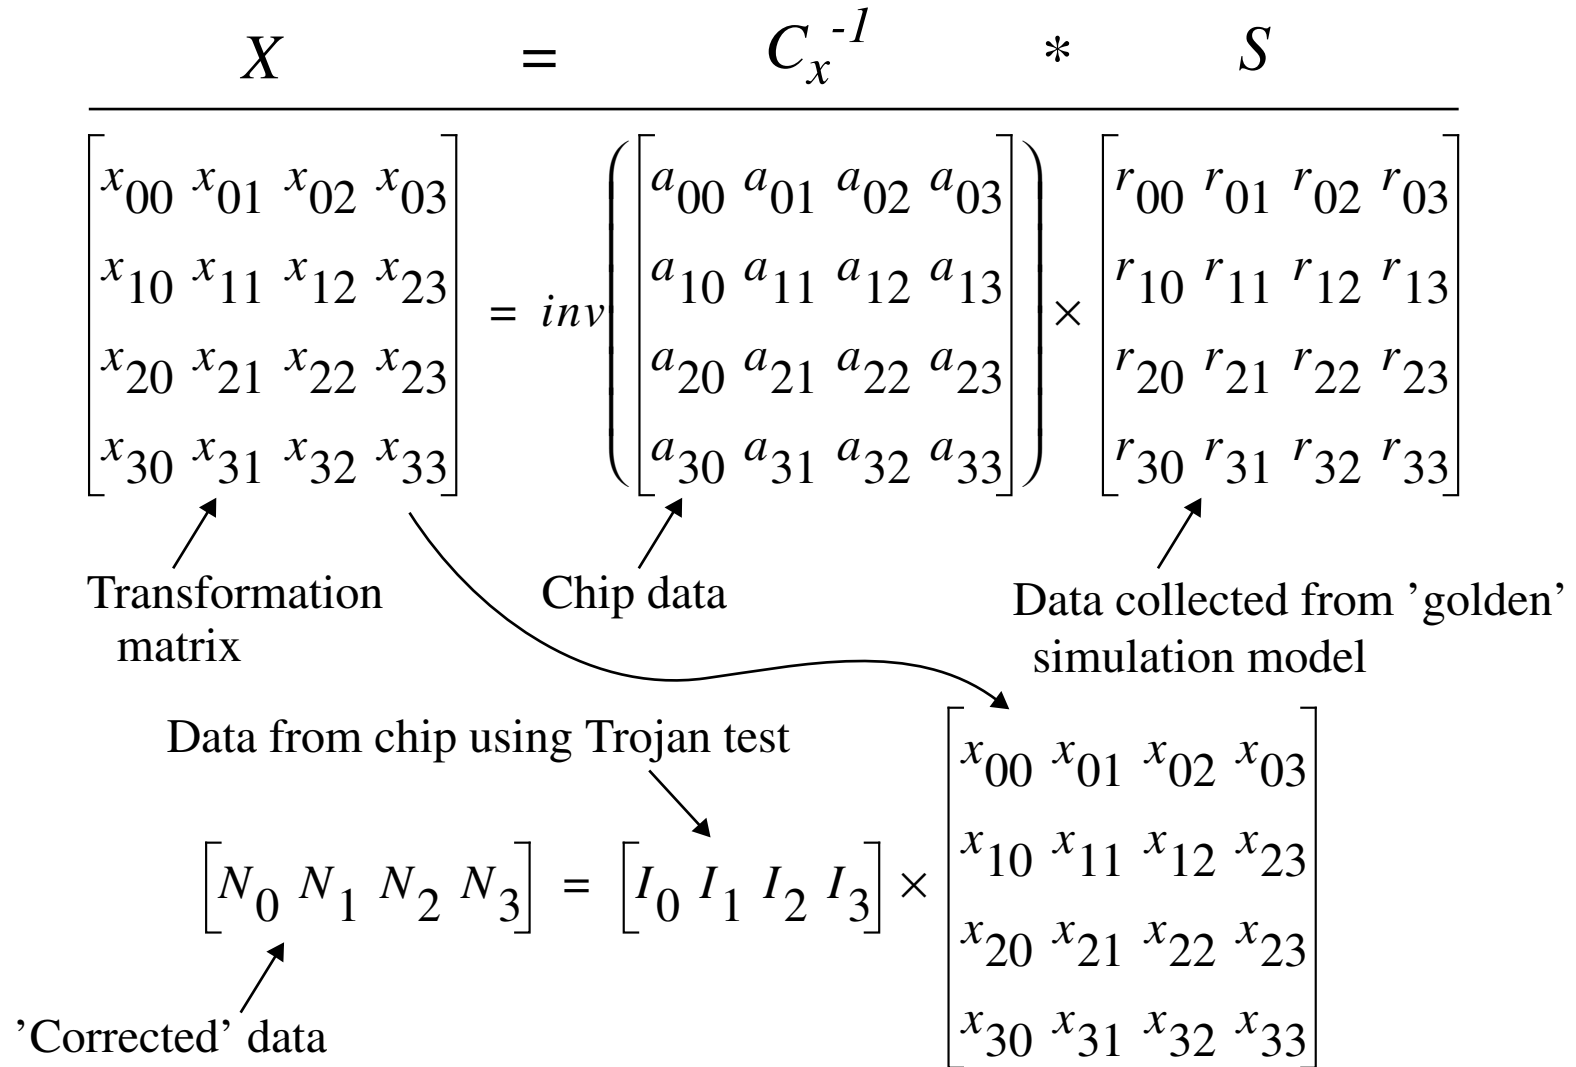 X = Cx^-1 * S
[x00 x01 x02 x03] [a00 a01 a02 a03] [r00 r01 r02 r03]
[x10 x11 x12 x23] [a10 a11 a12 a13] [r10 r11 r12 r13]
= inv( ) ×
[x20 x21 x22 x23] [a20 a21 a22 a23] [r20 r21 r22 r23]
[x30 x31 x32 x33] [a30 a31 a32 a33] [r30 r31 r32 r33]
Transformation
matrix
Chip data
Data collected from ’golden’
simulation model
Data from chip using Trojan test
[N0 N1 N2 N3] = [I0 I1 I2 I3] ×
[x00 x01 x02 x03]
[x10 x11 x12 x23]
[x20 x21 x22 x23]
[x30 x31 x32 x33]
’Corrected’ data